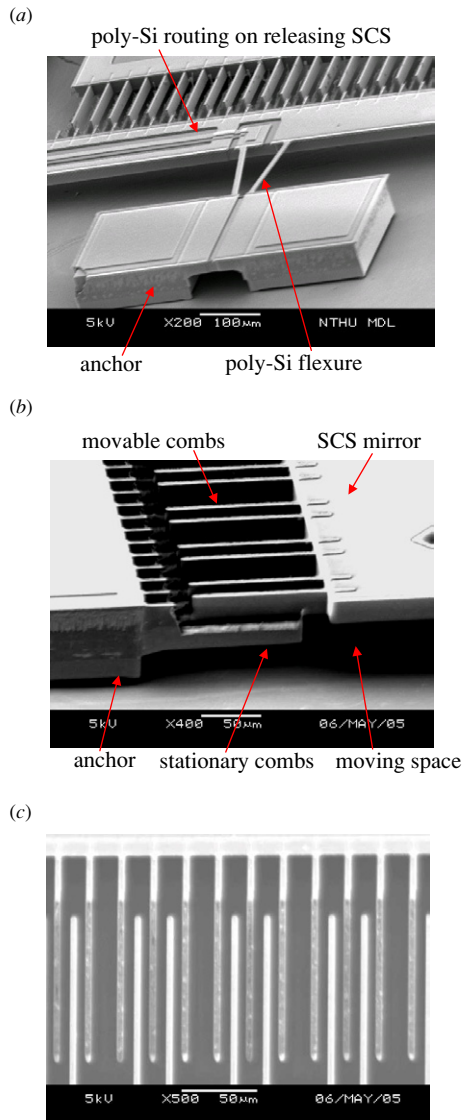 (a)
poly-Si routing on releasing SCS
5kV X200 100μm NTHU MDL
anchor poly-Si flexure
(b)
movable combs SCS mirror
5kV X400 50μm 06/MAY/05
anchor stationary combs moving space
(c)
5kV X500 50μm 06/MAY/05